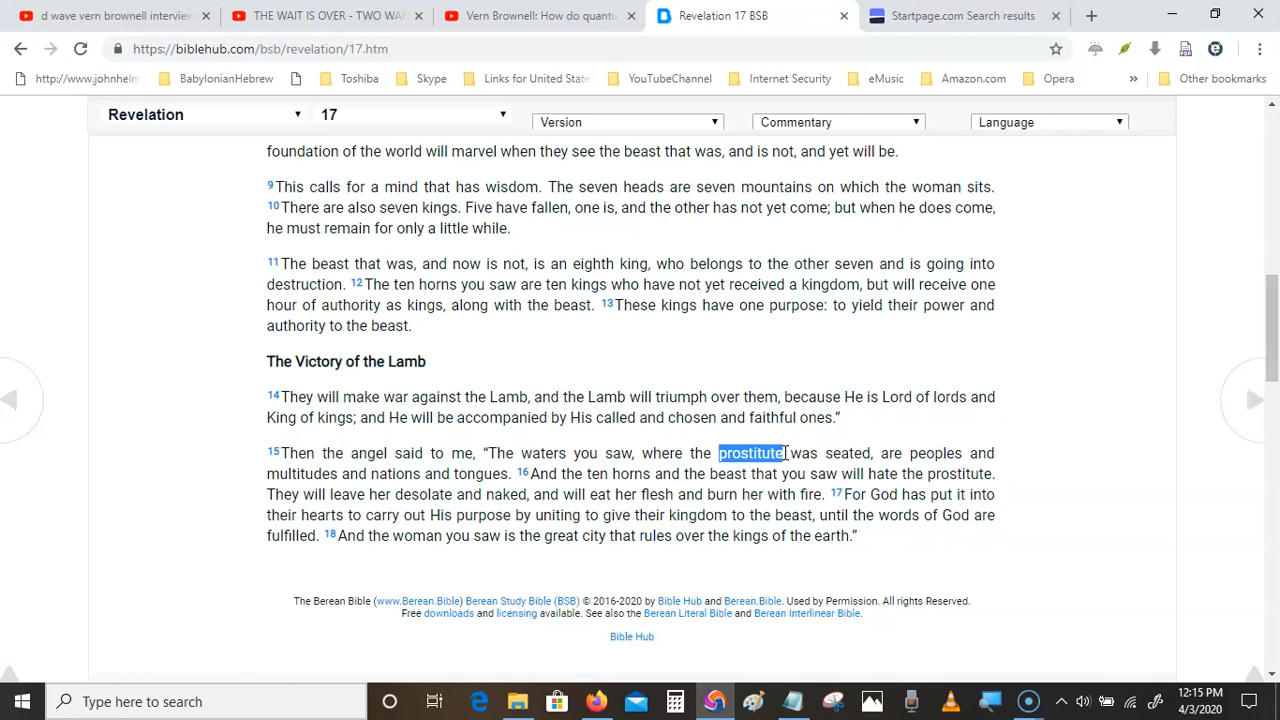 d wave vern brownell interview
THE WAIT IS OVER - TWO WA
Vern Brownell: How do quantu
Revelation 17 BSB
Startpage.com Search results
https://biblehub.com/bsb/revelation/17.htm
http://www.johnhelm
BabylonianHebrew
Toshiba
Skype
Links for United State
YouTubeChannel
Internet Security
eMusic
Amazon.com
Opera
»
Other bookmarks
Revelation
17
Version
Commentary
Language
foundation of the world will marvel when they see the beast that was, and is not, and yet will be.
9This calls for a mind that has wisdom. The seven heads are seven mountains on which the woman sits.
10There are also seven kings. Five have fallen, one is, and the other has not yet come; but when he does come,
he must remain for only a little while.
11The beast that was, and now is not, is an eighth king, who belongs to the other seven and is going into
destruction. 12The ten horns you saw are ten kings who have not yet received a kingdom, but will receive one
hour of authority as kings, along with the beast. 13These kings have one purpose: to yield their power and
authority to the beast.
The Victory of the Lamb
14They will make war against the Lamb, and the Lamb will triumph over them, because He is Lord of lords and
King of kings; and He will be accompanied by His called and chosen and faithful ones.”
15Then the angel said to me, “The waters you saw, where the prostitute was seated, are peoples and
multitudes and nations and tongues. 16And the ten horns and the beast that you saw will hate the prostitute.
They will leave her desolate and naked, and will eat her flesh and burn her with fire. 17For God has put it into
their hearts to carry out His purpose by uniting to give their kingdom to the beast, until the words of God are
fulfilled. 18And the woman you saw is the great city that rules over the kings of the earth.”
The Berean Bible (www.Berean.Bible) Berean Study Bible (BSB) © 2016-2020 by Bible Hub and Berean.Bible. Used by Permission. All rights Reserved.
Free downloads and licensing available. See also the Berean Literal Bible and Berean Interlinear Bible.
Bible Hub
Type here to search
12:15 PM
4/3/2020